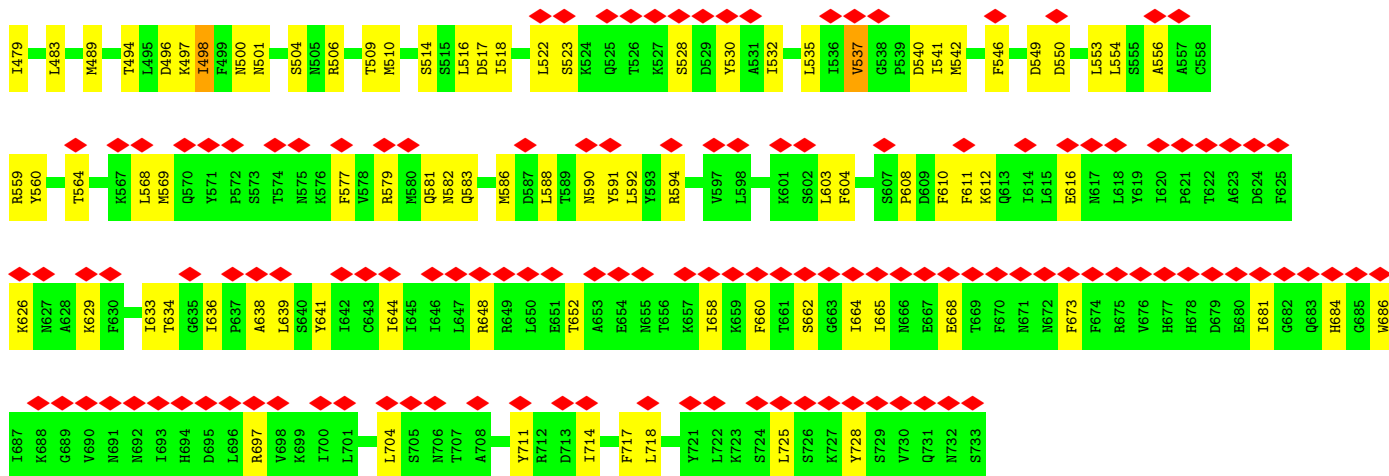 I479 L483 M489 T494 L495 D496 K497 I498 F499 N500 N501 S504 N505 R506 T509 M510 S514 S515 L516 D517 I518 L522 S523 K524 Q525 T526 K527 S528 D529 Y530 A531 I532 L535 I536 V537 G538 P539 D540 I541 M542 F546 D549 D550 L553 L554 S555 A556 A557 C558
R559 Y560 T564 K567 L568 M569 Q570 Y571 P572 S573 T574 N575 K576 F577 V578 R579 M580 Q581 N582 Q583 M586 D587 L588 T589 N590 Y591 L592 Y593 R594 V597 L598 K601 S602 L603 F604 S607 P608 D609 F610 F611 K612 Q613 I614 L615 E616 N617 L618 Y619 I620 P621 T622 A623 D624 F625
K626 N627 A628 K629 F630 I633 T634 G635 I636 P637 A638 L639 S640 Y641 I642 C643 I644 I645 I646 L647 R648 R649 L650 E651 T652 A653 E654 N655 T656 K657 I658 K659 F660 T661 S662 G663 I664 I665 N666 E667 E668 T669 F670 N671 N672 F673 F674 R675 V676 H677 H678 D679 E680 I681 G682 Q683 H684 G685 W686
I687 K688 G689 V690 N691 N692 I693 H694 D695 L696 R697 V698 K699 I700 L701 L704 S705 N706 T707 A708 Y711 R712 D713 I714 F717 L718 Y721 L722 K723 S724 L725 S726 K727 Y728 S729 V730 Q731 N732 S733